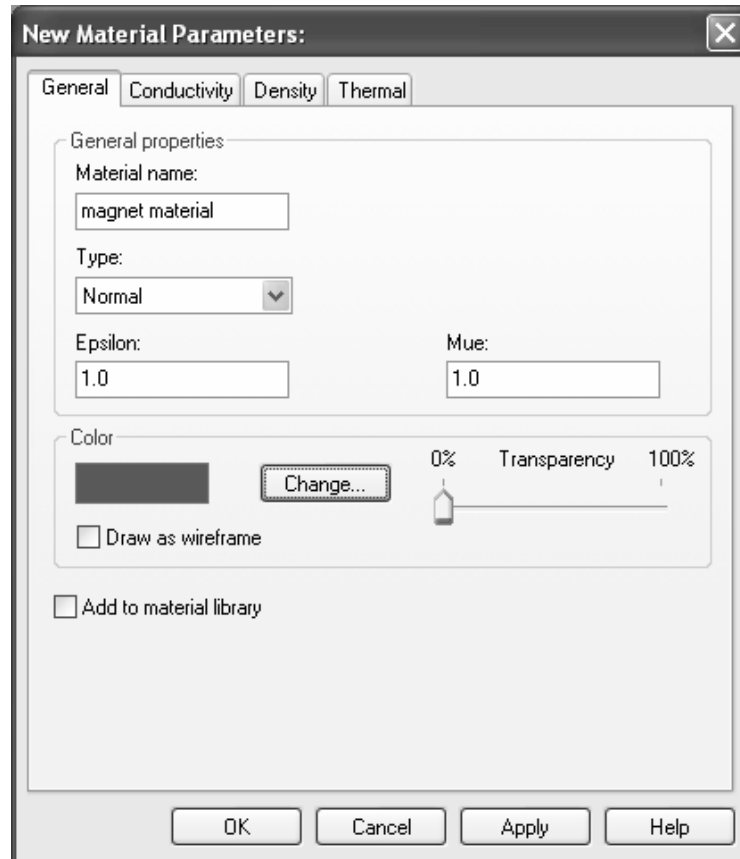 New Material Parameters:
General Conductivity Density Thermal
General properties
Material name:
magnet material
Type:
Normal
Epsilon: Mue:
1.0 1.0
Color
0% Transparency 100%
Change...
Draw as wireframe
Add to material library
OK Cancel Apply Help